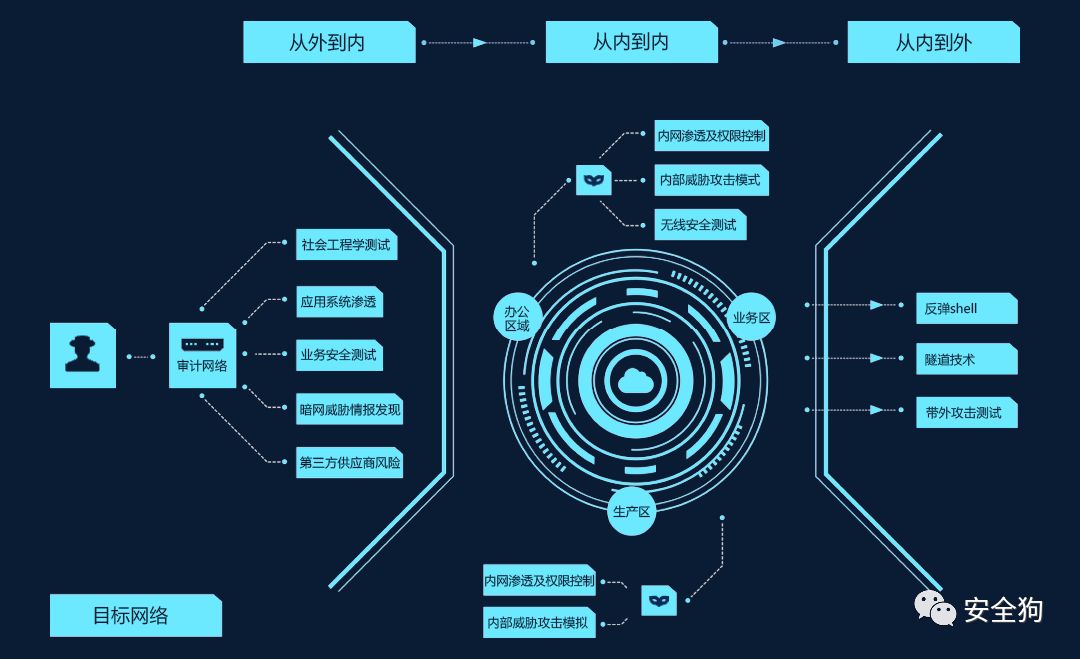 从外到内
从内到内
从内到外
内网渗透及权限控制
内部威胁攻击模式
无线安全测试
社会工程学测试
应用系统渗透
业务安全测试
暗网威胁情报发现
第三方供应商风险
审计网络
办公
区域
业务区
生产区
反弹shell
隧道技术
带外攻击测试
内网渗透及权限控制
内部威胁攻击模拟
目标网络
安全狗